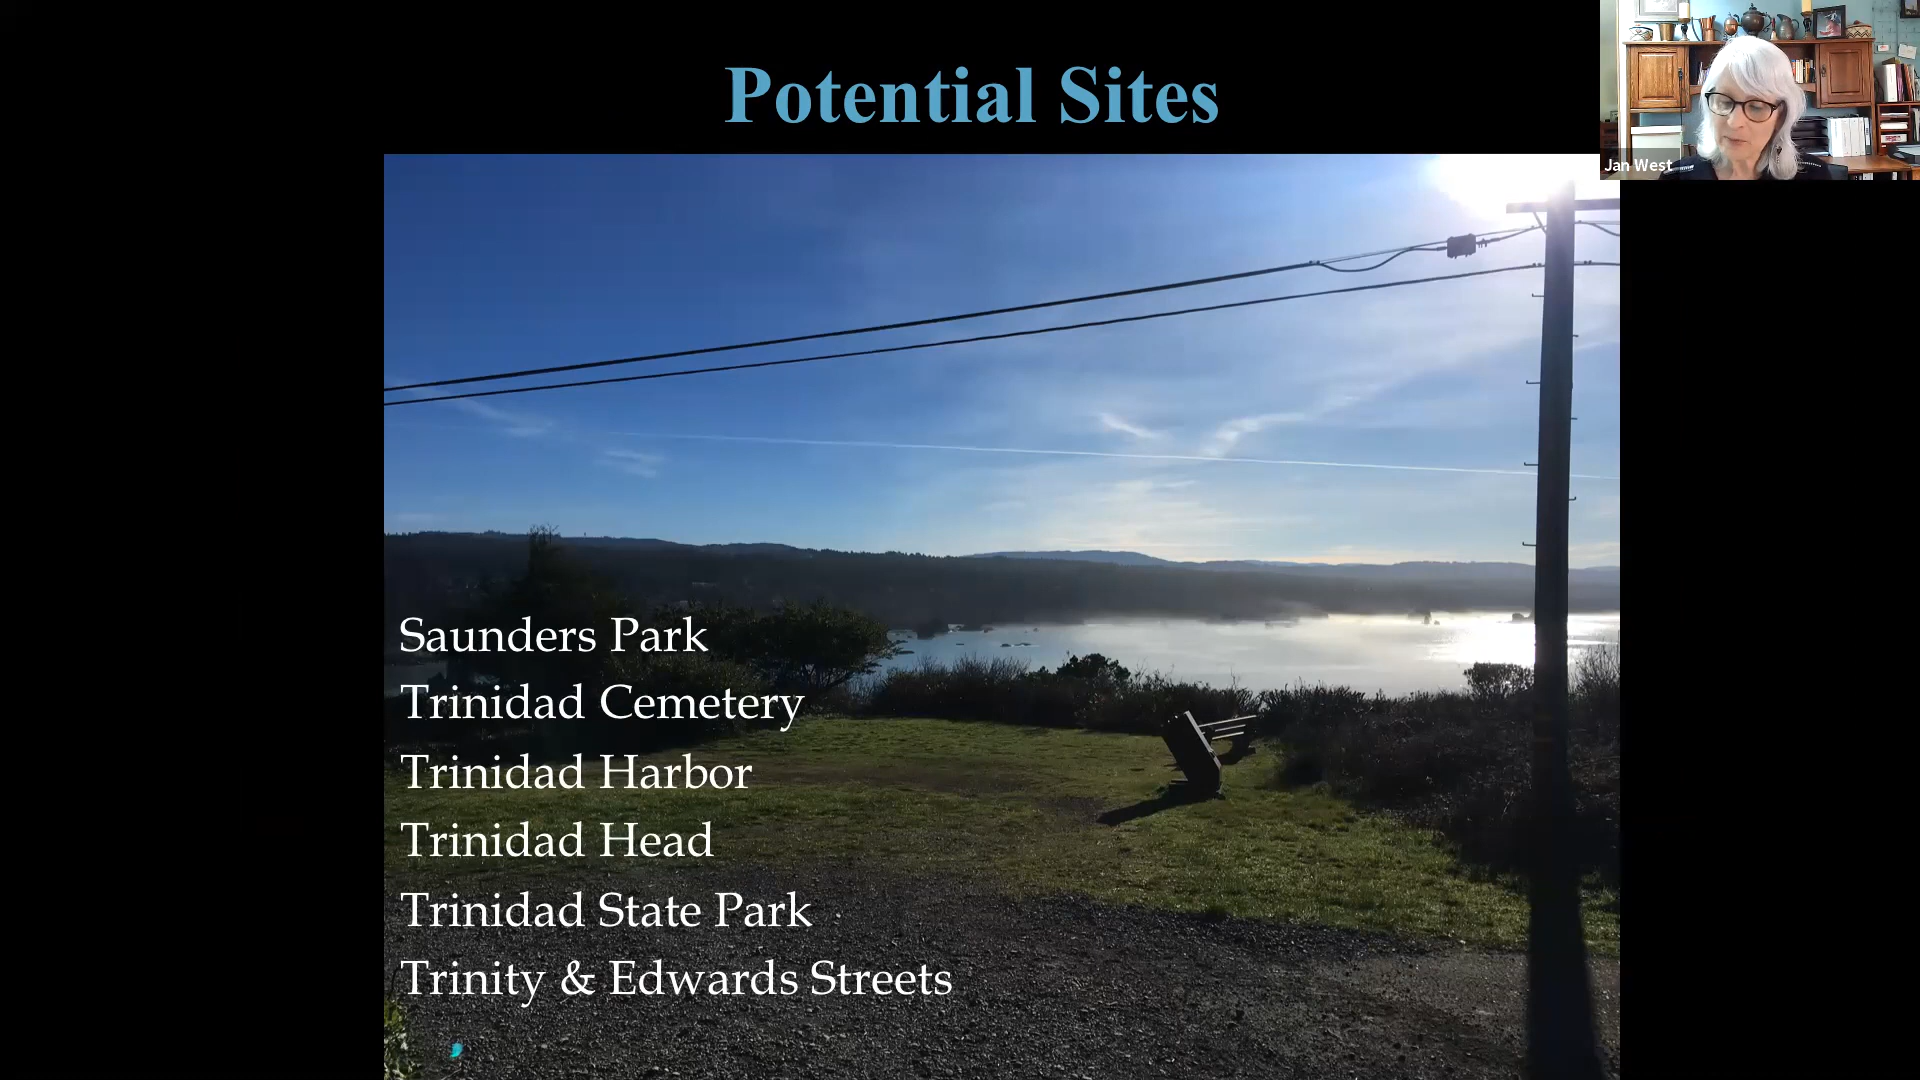 Potential Sites
Jan West
Saunders Park
Trinidad Cemetery
Trinidad Harbor
Trinidad Head
Trinidad State Park
Trinity & Edwards Streets